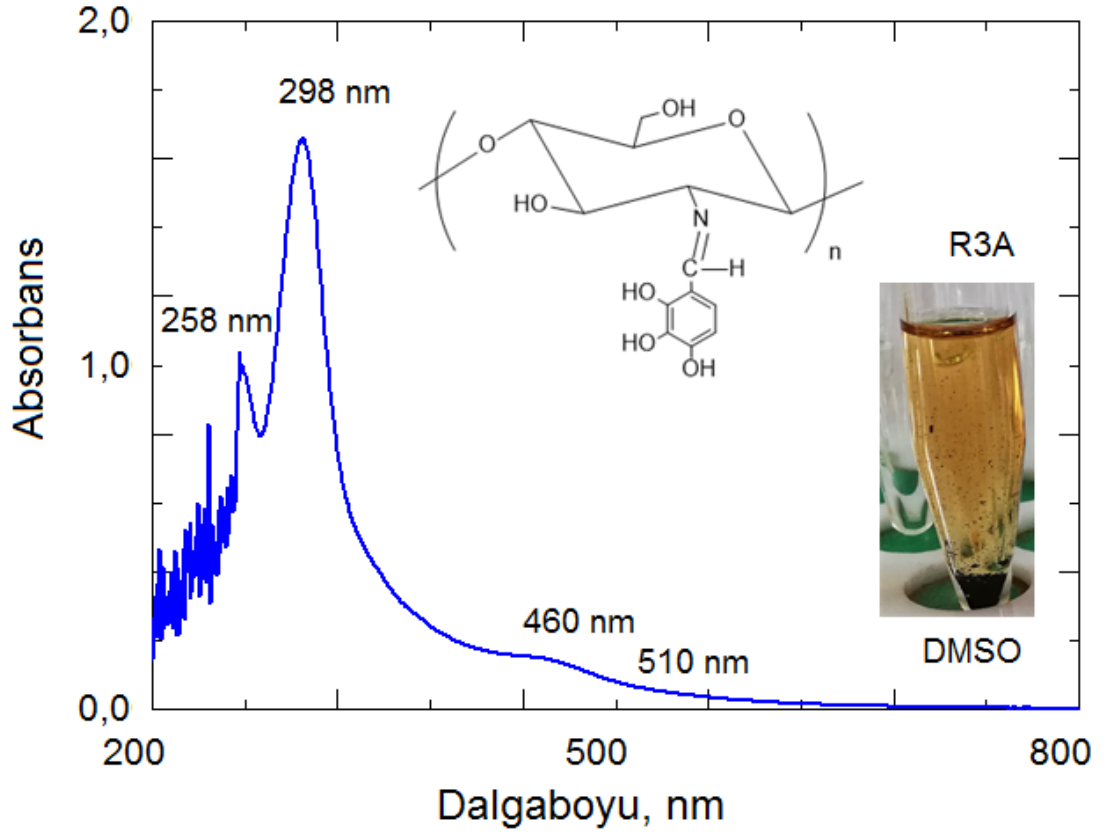 2,0
298 nm
OH
O
O
HO
N
n
R3A
C
H
258 nm
HO
HO
OH
1,0
Absorbans
460 nm
510 nm
DMSO
0,0
200
500
800
Dalgaboyu, nm